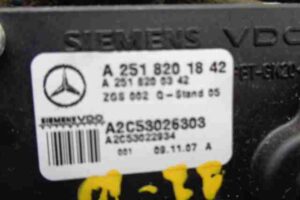 SIEMENS VDO
A 251 820 18 42
A 251 820 03 42
ZGS 002 Q-Stand 05
SIEMENS VDO
A2C53026303
A2C53022934
001 09.11.07 A